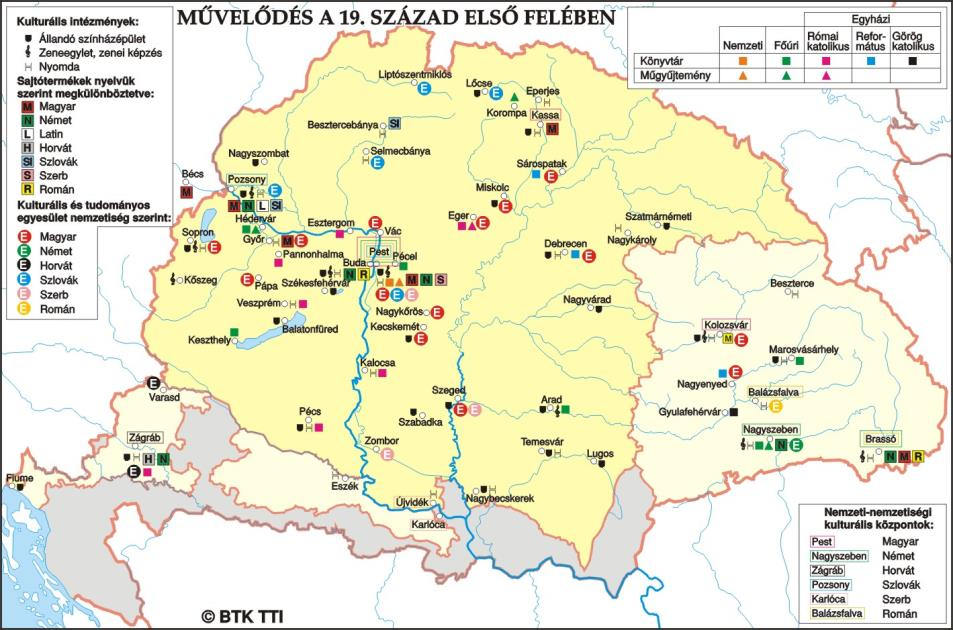 MŰVELŐDÉS A 19. SZÁZAD ELSŐ FELÉBEN
Kulturális intézmények:
Állandó színházépület
Zeneegylet, zenei képzés
Nyomda
Sajtótermékek nyelvük
szerint megkülönböztetve:
M Magyar
N Német
L Latin
H Horvát
Sl Szlovák
S Szerb
R Román
Kulturális és tudományos
egyesület nemzetiség szerint:
E Magyar
E Német
E Horvát
E Szlovák
E Szerb
E Román
Egyházi
Nemzeti
Főúri
Római
katolikus
Refor-
mátus
Görög
katolikus
Könyvtár
Műgyűjtemény
Liptószentmiklós
E
Lőcse
E
Eperjes
Korompa
Kassa
M
Besztercebánya
Sl
Selmecbánya
E
Nagyszombat
Sárospatak
E
Bécs
M
Pozsony
E
M N L Sl
Miskolc
E
Hédervár
Esztergom
E
Vác
Eger
E
Szatmárnémeti
Nagykároly
Sopron
E
Győr
M E
Pannonhalma
Pest
Pécel
Buda
N R
M N S
E E E
Debrecen
E
Kőszeg
E
Pápa
Székesfehérvár
Beszterce
Veszprém
Nagykőrös
E
Nagyvárad
Balatonfüred
Kecskemét
E
Kolozsvár
M E
Keszthely
Marosvásárhely
Kalocsa
Nagyenyed
E
Varasd
E
Szeged
E E
Arad
Balázsfalva
E
Gyulafehérvár
Pécs
Szabadka
Zágráb
H N
E
Zombor
E
Temesvár
Lugos
Nagyszeben
N E
Brassó
N M R
Fiume
Eszék
Újvidék
Nagybecskerek
Karlóca
Nemzeti-nemzetiségi
kulturális központok:
Pest Magyar
Nagyszeben Német
Zágráb Horvát
Pozsony Szlovák
Karlóca Szerb
Balázsfalva Román
© BTK TTI